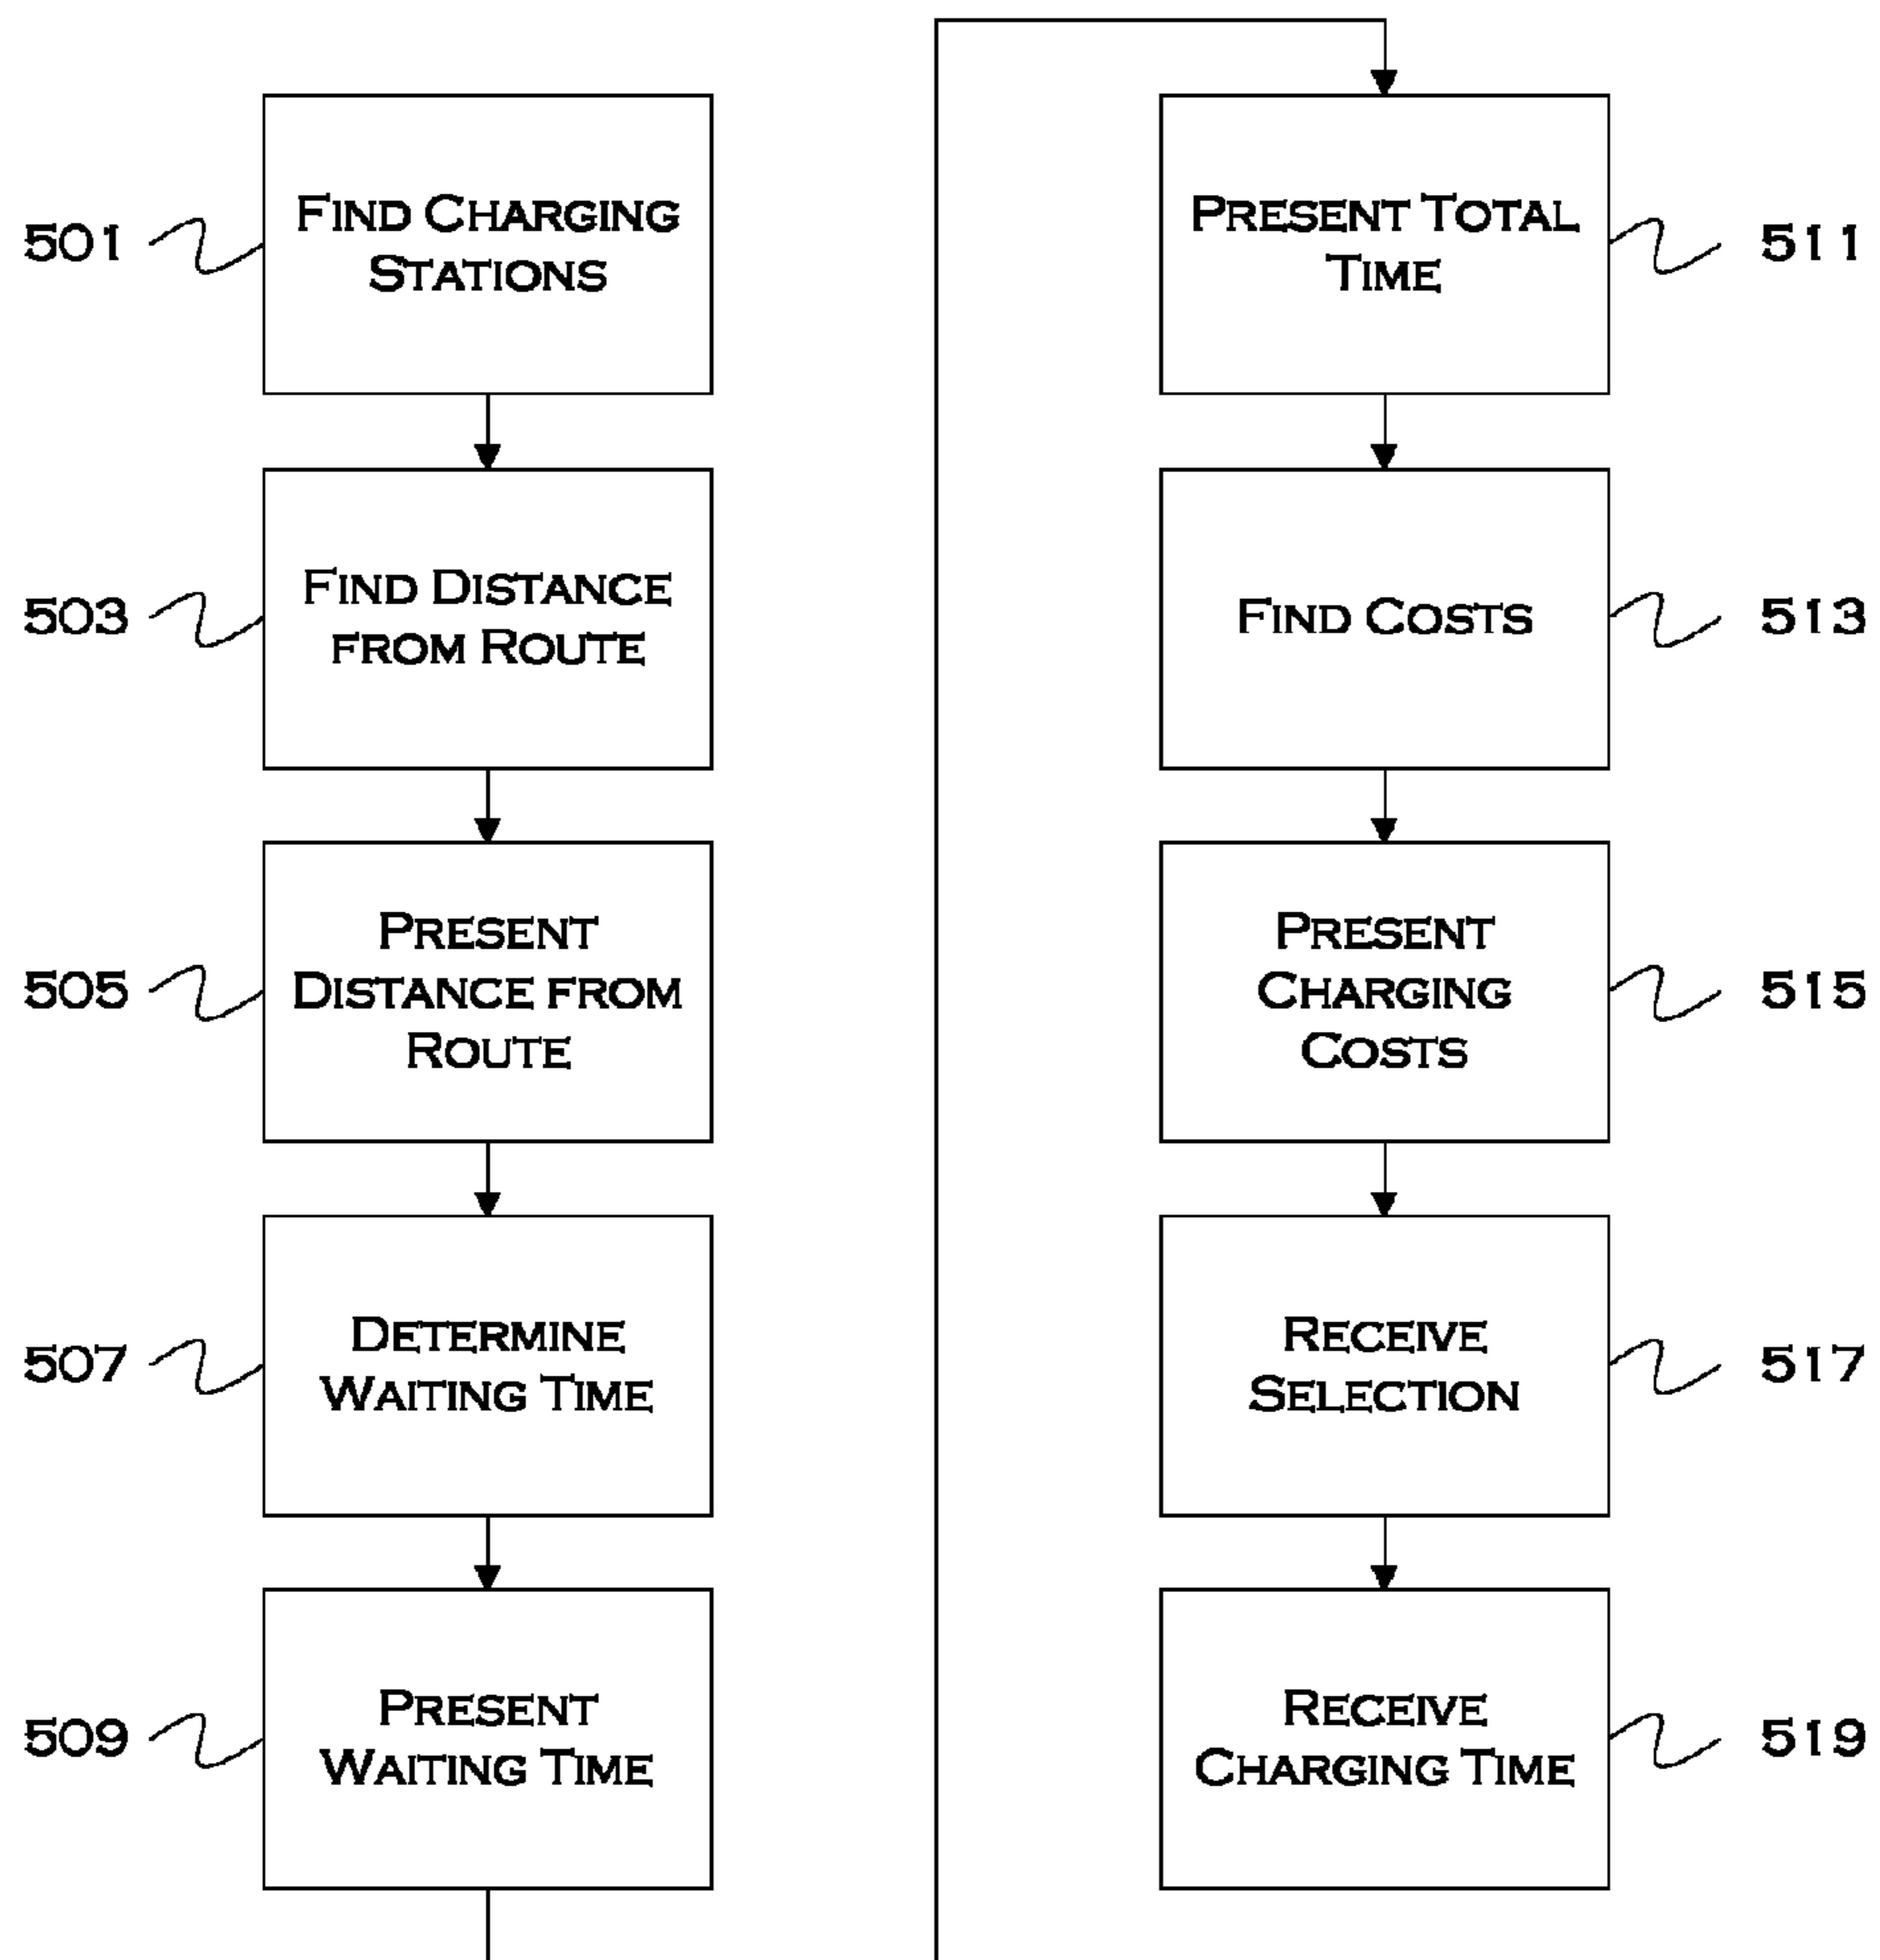 501
FIND CHARGING
STATIONS
503
FIND DISTANCE
FROM ROUTE
505
PRESENT
DISTANCE FROM
ROUTE
507
DETERMINE
WAITING TIME
509
PRESENT
WAITING TIME
PRESENT TOTAL
TIME
511
FIND COSTS
513
PRESENT
CHARGING
COSTS
515
RECEIVE
SELECTION
517
RECEIVE
CHARGING TIME
519